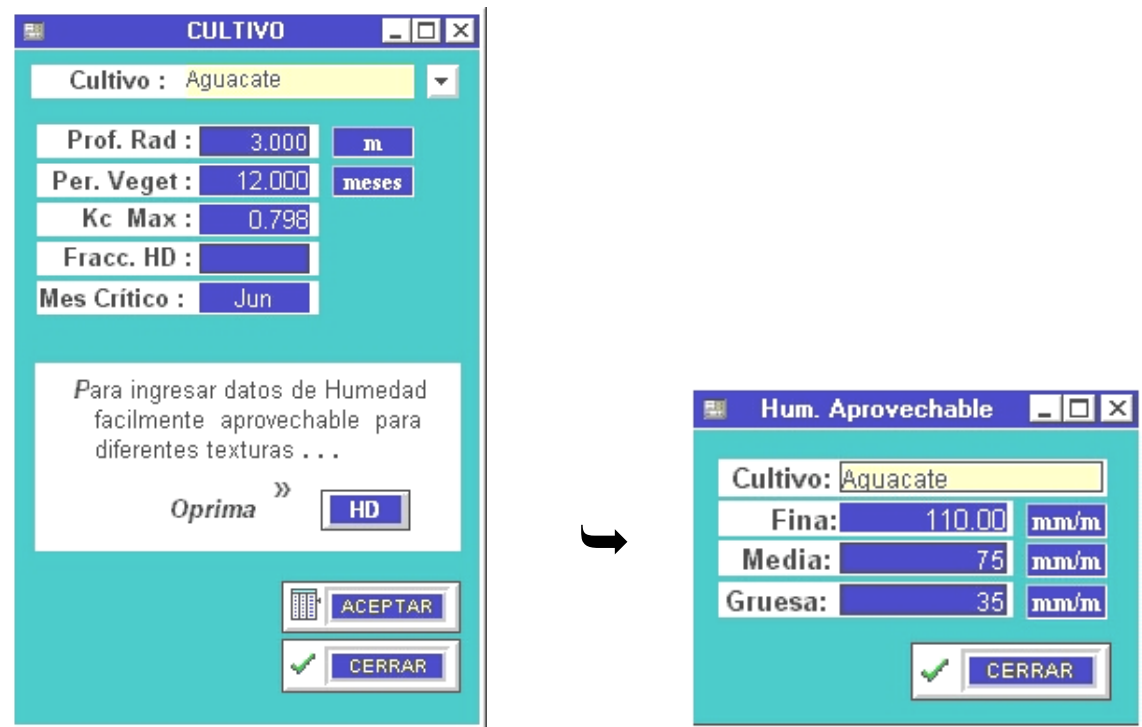 CULTIVO
Cultivo : Aguacate
Prof. Rad : 3.000 m
Per. Veget : 12.000 meses
Kc Max : 0.798
Fracc. HD :
Mes Crítico : Jun
Para ingresar datos de Humedad
facilmente aprovechable para
diferentes texturas . . .
Oprima » HD
ACEPTAR
CERRAR
Hum. Aprovechable
Cultivo: Aguacate
Fina: 110.00 mm/m
Media: 75 mm/m
Gruesa: 35 mm/m
CERRAR